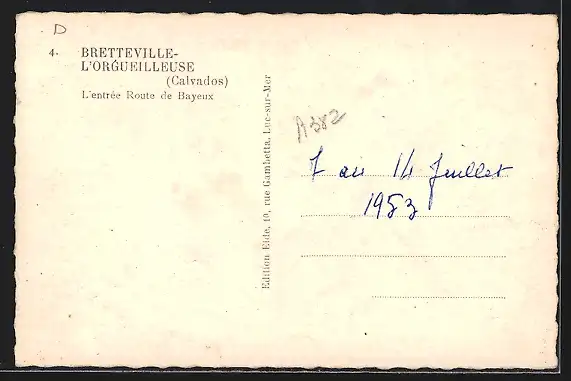 D
4. BRETTEVILLE-
L'ORGUEILLEUSE
(Calvados)
L'entrée Route de Bayeux
Edition Eide, 10, rue Gambetta, Luc-sur-Mer
A382
7 au 14 Juillet
1953